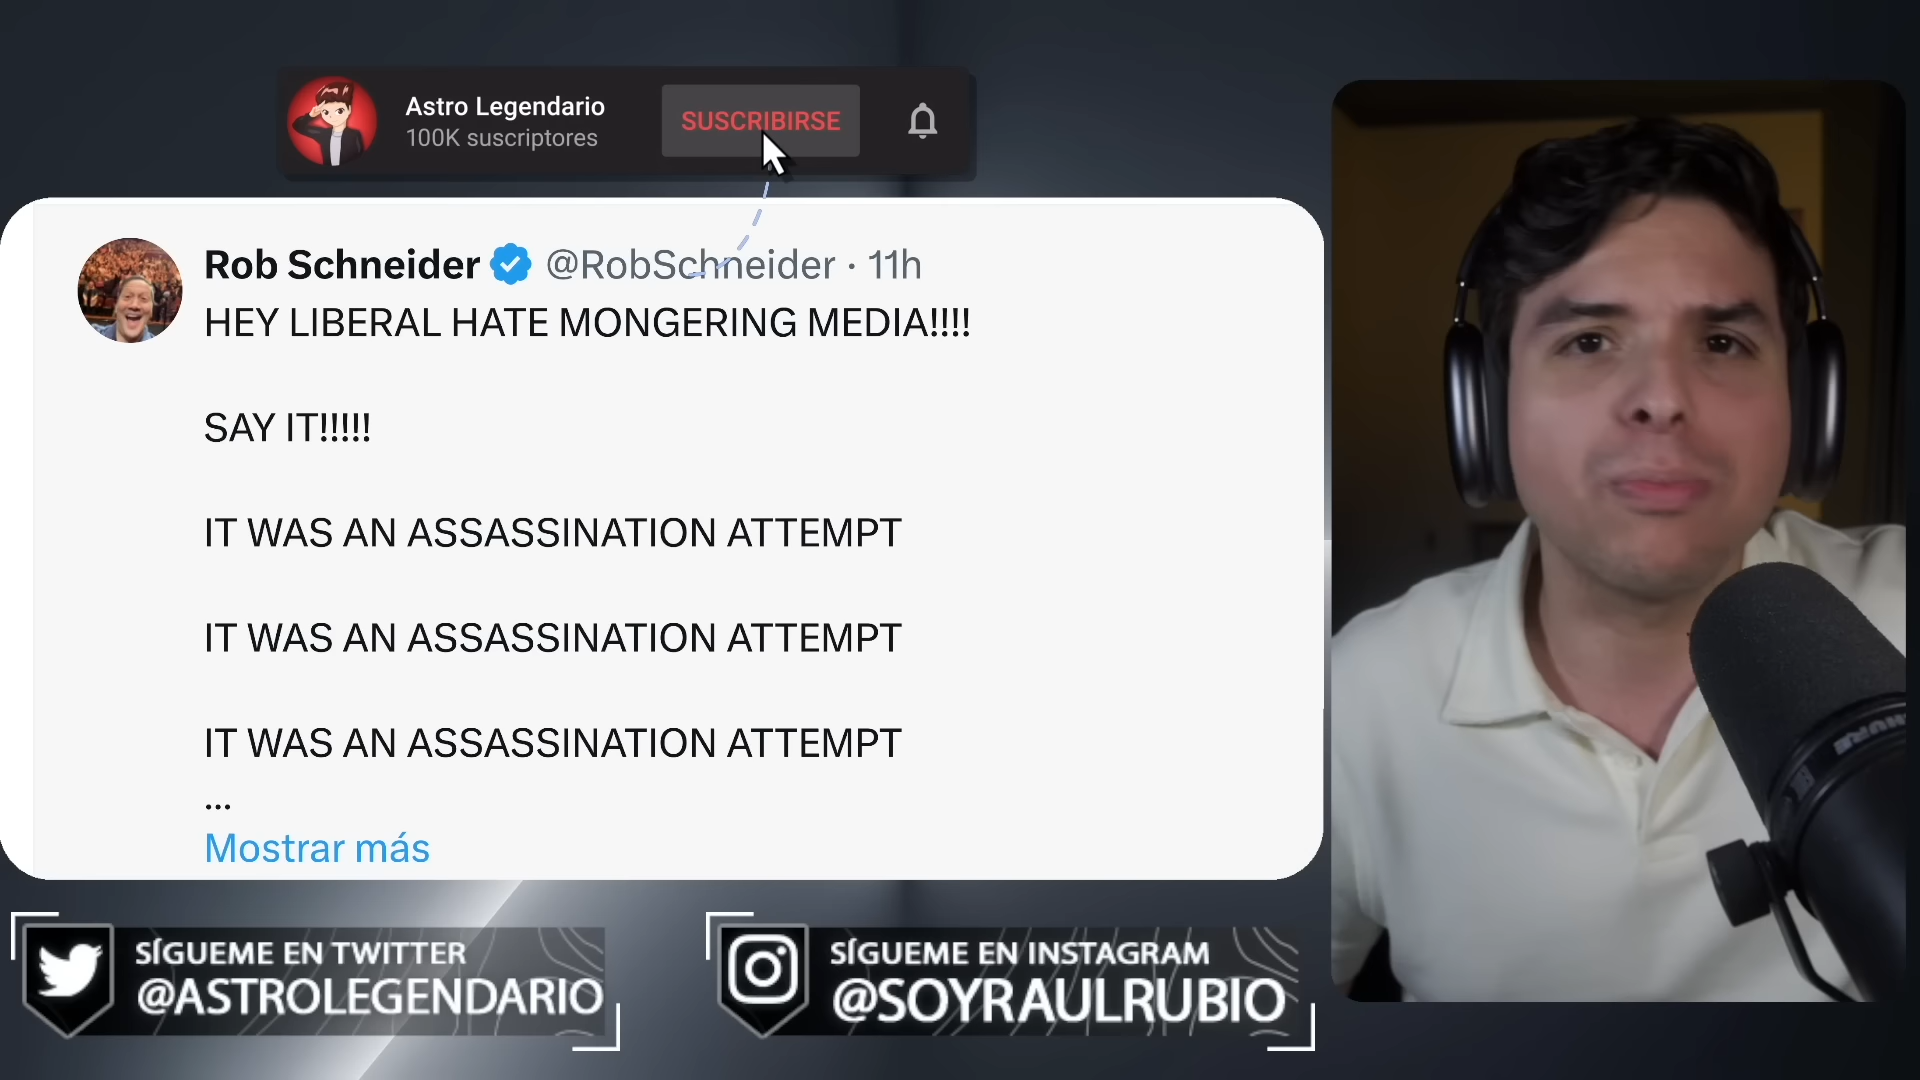 Astro Legendario
100K suscriptores
SUSCRIBIRSE
Rob Schneider @RobSchneider · 11h
HEY LIBERAL HATE MONGERING MEDIA!!!!
SAY IT!!!!!
IT WAS AN ASSASSINATION ATTEMPT
IT WAS AN ASSASSINATION ATTEMPT
IT WAS AN ASSASSINATION ATTEMPT
...
Mostrar más
SÍGUEME EN TWITTER
@ASTROLEGENDARIO
SÍGUEME EN INSTAGRAM
@SOYRAULRUBIO
SHURE